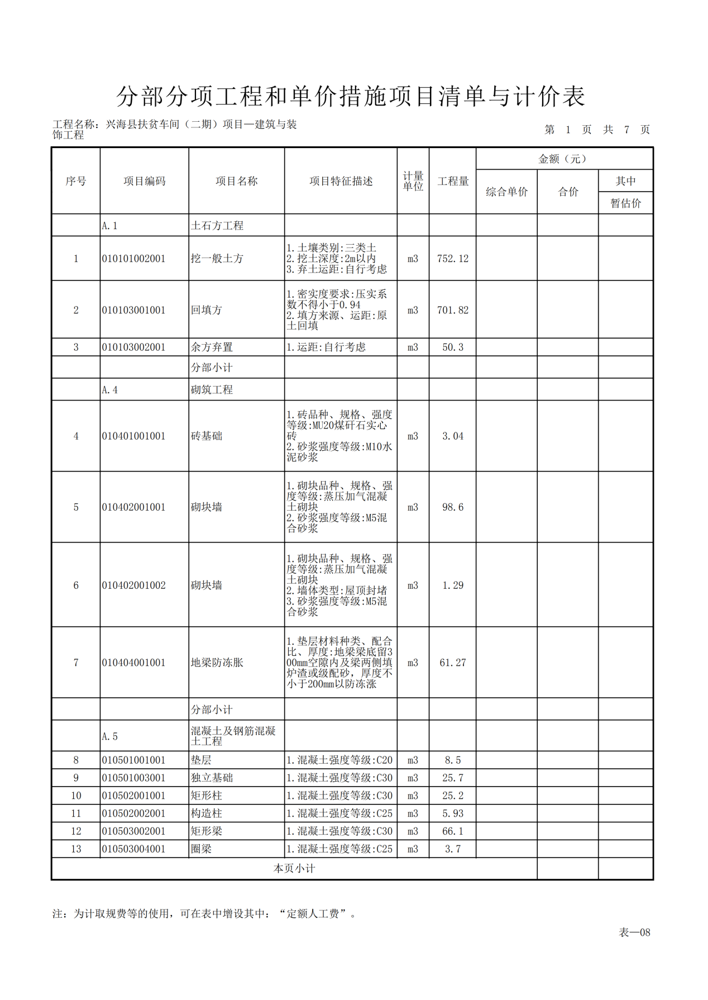 分部分项工程和单价措施项目清单与计价表
工程名称：兴海县扶贫车间（二期）项目—建筑与装
饰工程
第 1 页 共 7 页
序号 项目编码 项目名称 项目特征描述 计量
单位 工程量 金额（元）
综合单价 合价 其中
暂估价
A.1 土石方工程
1 010101002001 挖一般土方 1.土壤类别:三类土
2.挖土深度:2m以内
3.弃土运距:自行考虑 m3 752.12
2 010103001001 回填方 1.密实度要求:压实系
数不得小于0.94
2.填方来源、运距:原
土回填 m3 701.82
3 010103002001 余方弃置 1.运距:自行考虑 m3 50.3
分部小计
A.4 砌筑工程
4 010401001001 砖基础 1.砖品种、规格、强度
等级:MU20煤矸石实心
砖
2.砂浆强度等级:M10水
泥砂浆 m3 3.04
5 010402001001 砌块墙 1.砌块品种、规格、强
度等级:蒸压加气混凝
土砌块
2.砂浆强度等级:M5混
合砂浆 m3 98.6
6 010402001002 砌块墙 1.砌块品种、规格、强
度等级:蒸压加气混凝
土砌块
2.墙体类型:屋顶封堵
3.砂浆强度等级:M5混
合砂浆 m3 1.29
7 010404001001 地梁防冻胀 1.垫层材料种类、配合
比、厚度:地梁梁底留3
00mm空隙内及梁两侧填
炉渣或级配砂，厚度不
小于200mm以防冻涨 m3 61.27
分部小计
A.5 混凝土及钢筋混凝
土工程
8 010501001001 垫层 1.混凝土强度等级:C20 m3 8.5
9 010501003001 独立基础 1.混凝土强度等级:C30 m3 25.7
10 010502001001 矩形柱 1.混凝土强度等级:C30 m3 25.2
11 010502002001 构造柱 1.混凝土强度等级:C25 m3 5.93
12 010503002001 矩形梁 1.混凝土强度等级:C30 m3 66.1
13 010503004001 圈梁 1.混凝土强度等级:C25 m3 3.7
本页小计
注：为计取规费等的使用，可在表中增设其中：“定额人工费”。
表—08